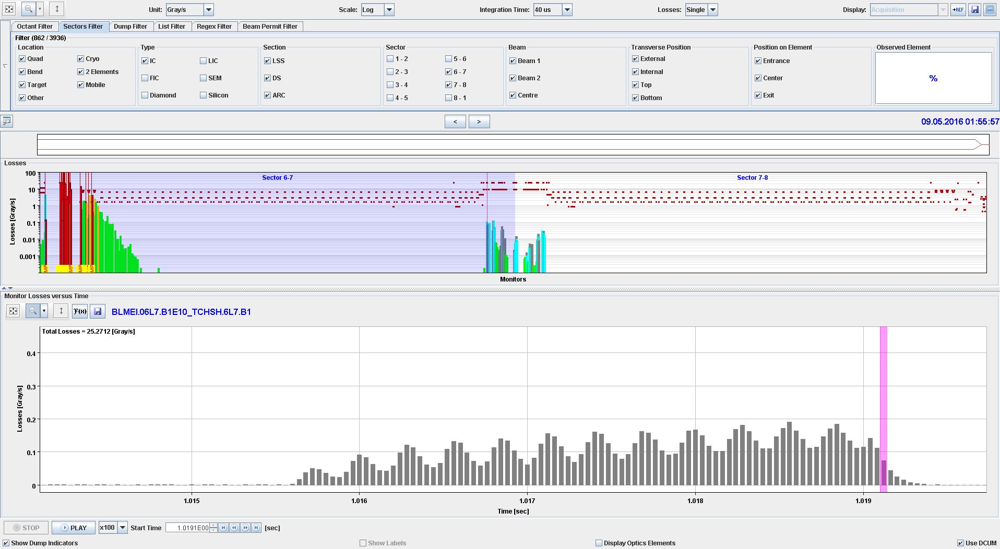 Unit: Gray/s Scale: Log Integration Time: 40 us Losses: Single Display: Acquisition →REF
Octant Filter Sectors Filter Dump Filter List Filter Regex Filter Beam Permit Filter
Filter (862 / 3936)
Location Type Section Sector Beam Transverse Position Position on Element Observed Element
Quad Cryo IC LIC LSS 1 - 2 5 - 6 Beam 1 External Entrance
Bend 2 Elements FIC SEM DS 2 - 3 6 - 7 Beam 2 Internal Center %
Target Mobile Diamond Silicon ARC 3 - 4 7 - 8 Centre Top Exit
Other 4 - 5 8 - 1 Bottom
< > 09.05.2016 01:55:57
Losses
Sector 6-7 Sector 7-8
100
10
1
0.1
0.01
0.001
Losses [Gray/s]
MP MP MP MP
Monitors
Monitor Losses versus Time
F(x) BLMEI.06L7.B1E10_TCHSH.6L7.B1
Total Losses = 25.2712 [Gray/s]
0.4
0.3
0.2
0.1
0
Losses [Gray/s]
1.015 1.016 1.017 1.018 1.019
Time [sec]
STOP PLAY x100 Start Time 1.0191E00 [sec]
Show Dump Indicators Show Labels Display Optics Elements Use DCUM